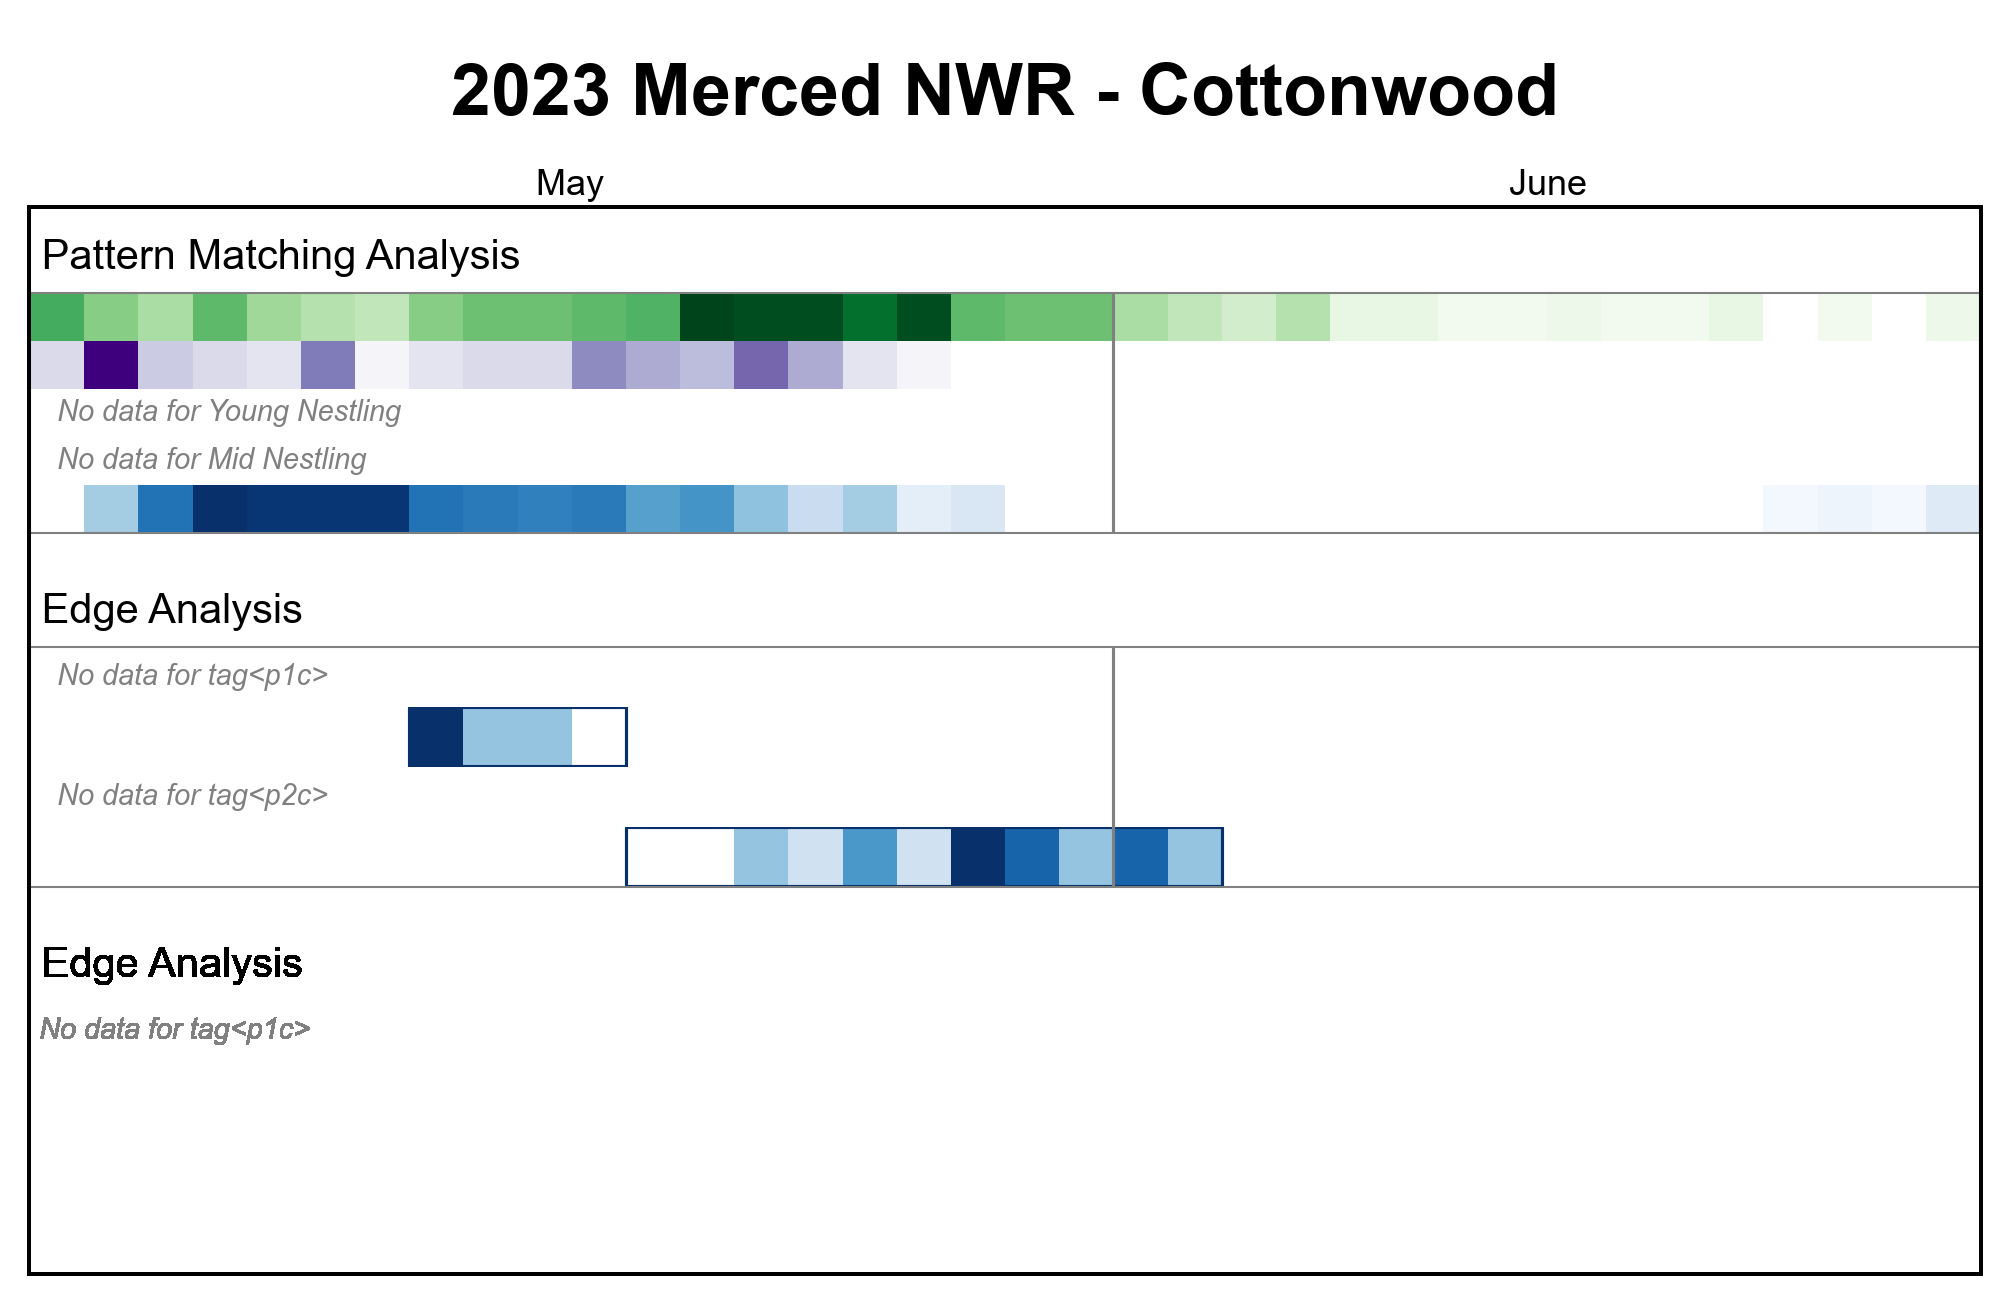 2023 Merced NWR - Cottonwood
May June
Pattern Matching Analysis
No data for Young Nestling
No data for Mid Nestling
Edge Analysis
No data for tag<p1c>
No data for tag<p2c>
Edge Analysis
No data for tag<p1c>